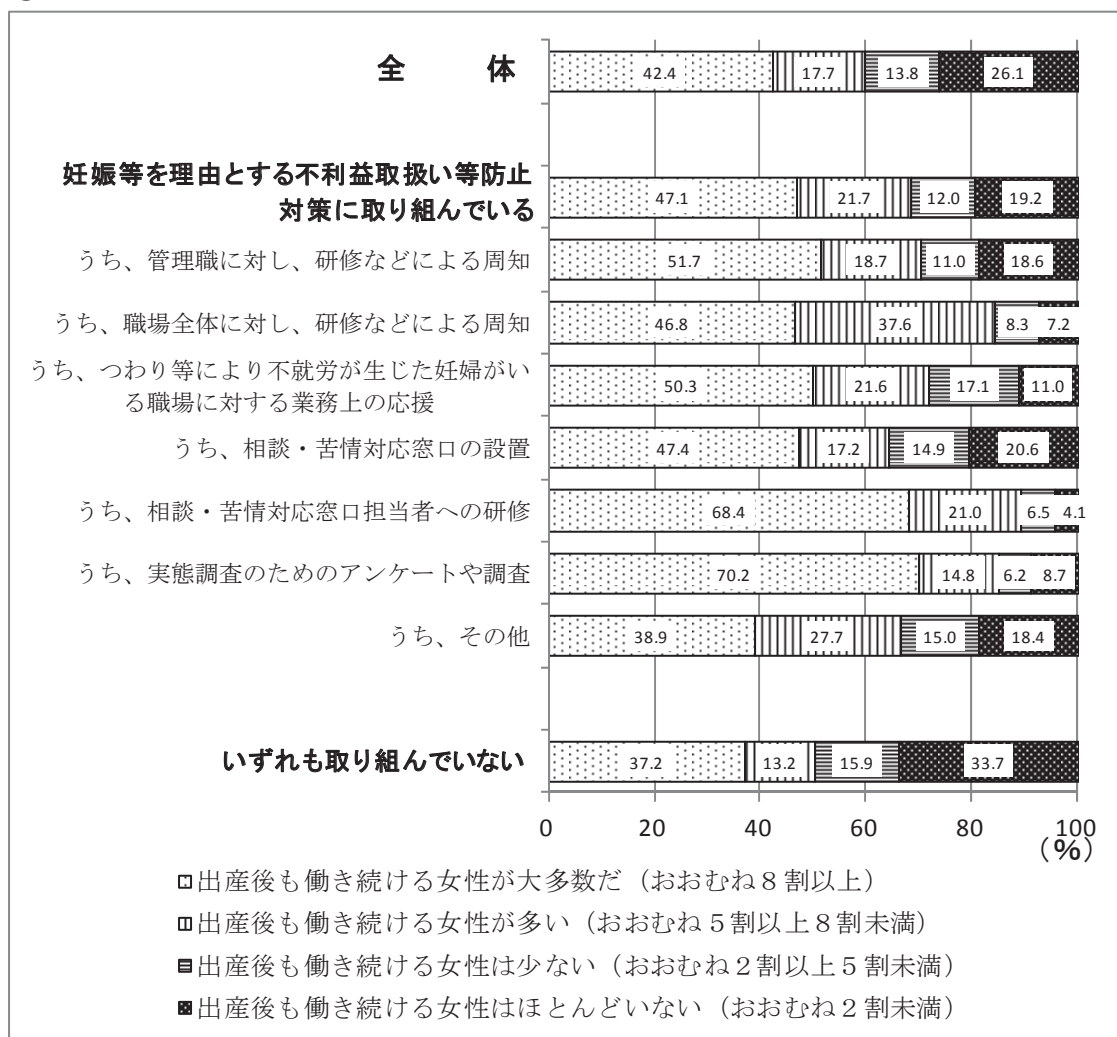 全 体
42.4 17.7 13.8 26.1
妊娠等を理由とする不利益取扱い等防止
対策に取り組んでいる
47.1 21.7 12.0 19.2
うち、管理職に対し、研修などによる周知
51.7 18.7 11.0 18.6
うち、職場全体に対し、研修などによる周知
46.8 37.6 8.3 7.2
うち、つわり等により不就労が生じた妊婦がい
る職場に対する業務上の応援
50.3 21.6 17.1 11.0
うち、相談・苦情対応窓口の設置
47.4 17.2 14.9 20.6
うち、相談・苦情対応窓口担当者への研修
68.4 21.0 6.5 4.1
うち、実態調査のためのアンケートや調査
70.2 14.8 6.2 8.7
うち、その他
38.9 27.7 15.0 18.4
いずれも取り組んでいない
37.2 13.2 15.9 33.7
0 20 40 60 80 100
(%)
出産後も働き続ける女性が大多数だ(おおむね8割以上)
出産後も働き続ける女性が多い(おおむね5割以上8割未満)
出産後も働き続ける女性は少ない(おおむね2割以上5割未満)
出産後も働き続ける女性はほとんどいない(おおむね2割未満)